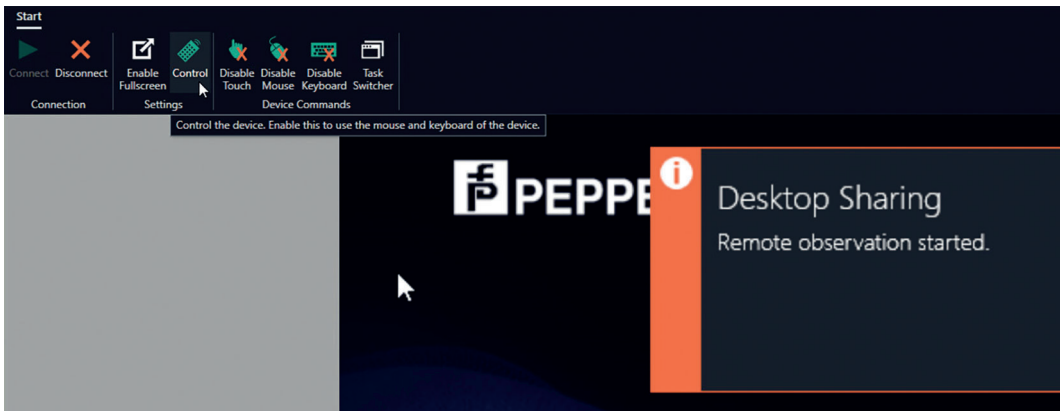 Start
Connect Disconnect Enable Fullscreen Control Disable Touch Disable Mouse Disable Keyboard Task Switcher
Connection Settings Device Commands
Control the device. Enable this to use the mouse and keyboard of the device.
PEPPE
Desktop Sharing
Remote observation started.